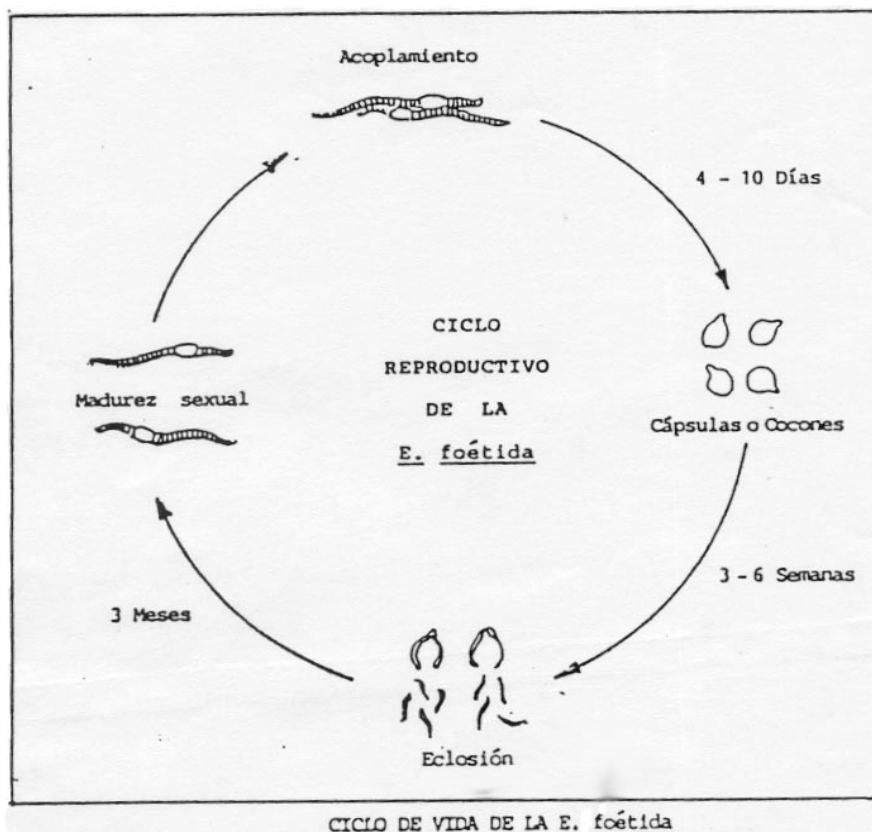 Acoplamiento
4 - 10 Días
CICLO
REPRODUCTIVO
DE LA
E. foétida
Madurez sexual
Cápsulas o Cocones
3 Meses
3 - 6 Semanas
Eclosión
CICLO DE VIDA DE LA E. foétida